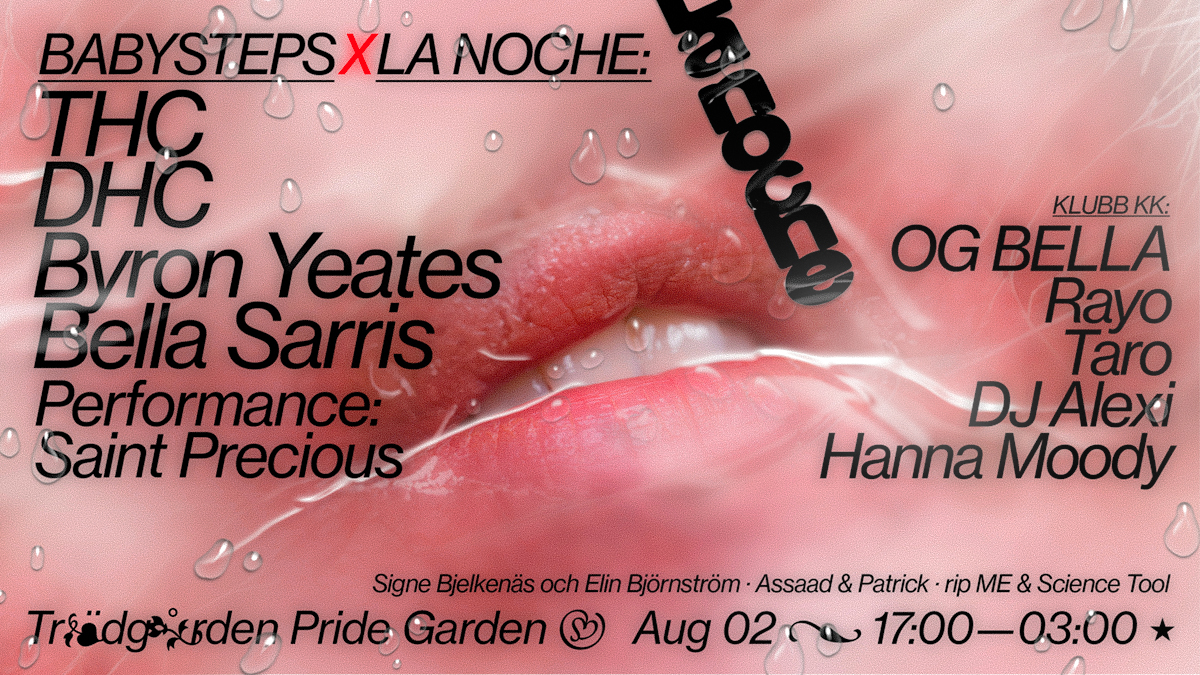 BABYSTEPS X LA NOCHE:
THC
DHC
Byron Yeates
Bella Sarris
Performance:
Saint Precious
La noche
KLUBB KK:
OG BELLA
Rayo
Taro
DJ Alexi
Hanna Moody
Signe Bjelkenäs och Elin Björnström · Assaad & Patrick · rip ME & Science Tool
Trädgården Pride Garden Aug 02 17:00—03:00 ★